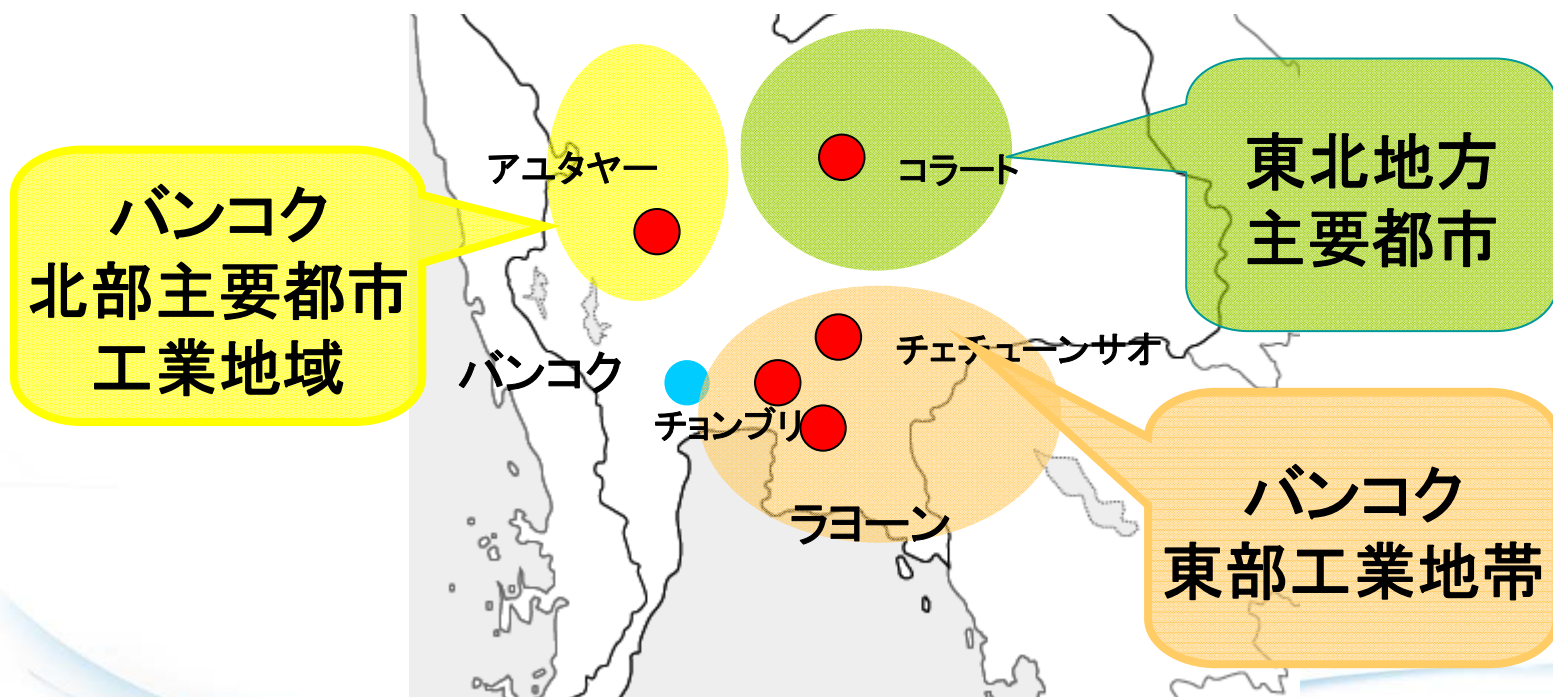 アユタヤー
コラート
東北地方
主要都市
バンコク
北部主要都市
工業地域
バンコク
チェチューンサオ
チョンブリ
ラヨーン
バンコク
東部工業地帯